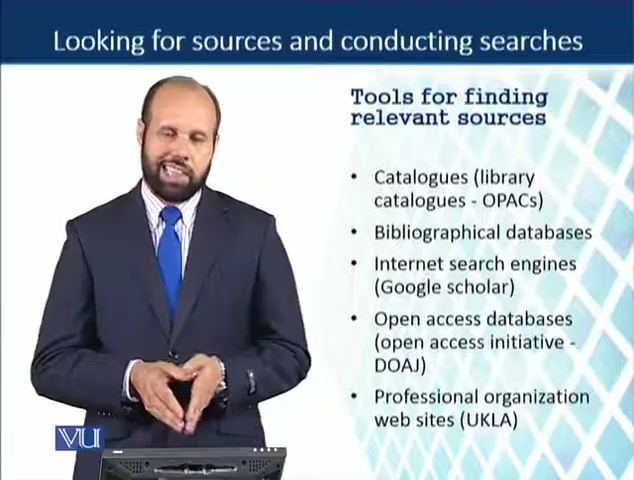 Looking for sources and conducting searches
Tools for finding
relevant sources
• Catalogues (library
catalogues - OPACs)
• Bibliographical databases
• Internet search engines
(Google scholar)
• Open access databases
(open access initiative -
DOAJ)
• Professional organization
web sites (UKLA)
VU